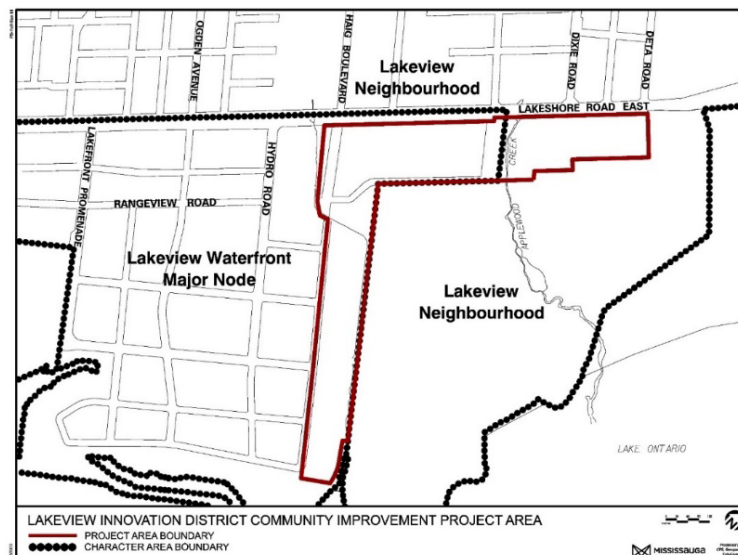 OGDEN AVENUE
HAIG BOULEVARD
Lakeview
Neighbourhood
DIXIE ROAD
DETA ROAD
LAKESHORE ROAD EAST
LAKEFRONT PROMENADE
HYDRO ROAD
APPLEWOOD CREEK
RANGEVIEW ROAD
Lakeview Waterfront
Major Node
Lakeview
Neighbourhood
LAKE ONTARIO
LAKEVIEW INNOVATION DISTRICT COMMUNITY IMPROVEMENT PROJECT AREA
PROJECT AREA BOUNDARY
CHARACTER AREA BOUNDARY
MISSISSAUGA